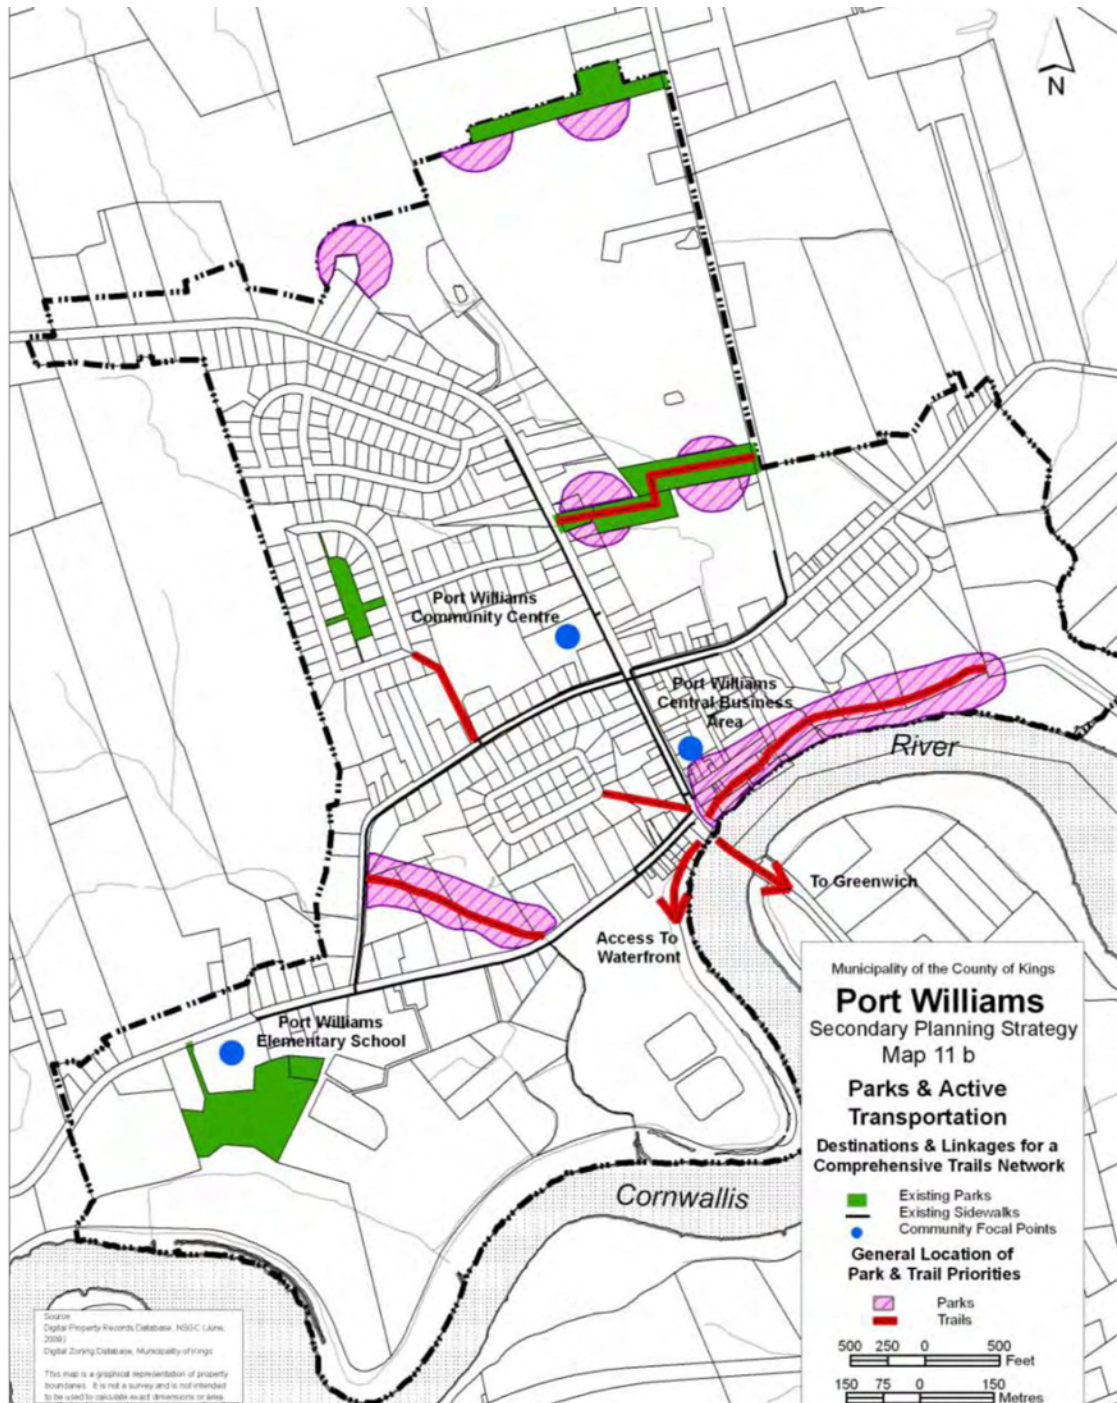 N
Port Williams
Community Centre
Port Williams
Central Business
Area
River
To Greenwich
Access To
Waterfront
Port Williams
Elementary School
Cornwallis
Municipality of the County of Kings
Port Williams
Secondary Planning Strategy
Map 11 b
Parks & Active
Transportation
Destinations & Linkages for a
Comprehensive Trails Network
Existing Parks
Existing Sidewalks
Community Focal Points
General Location of
Park & Trail Priorities
Parks
Trails
500 250 0 500
Feet
150 75 0 150
Metres
Source
Digital Property Records Database, NSGC (June,
2009)
Digital Zoning Database, Municipality of Kings
This map is a graphical representation of property
boundaries. It is not a survey and is not intended
to be used to calculate exact dimensions or area